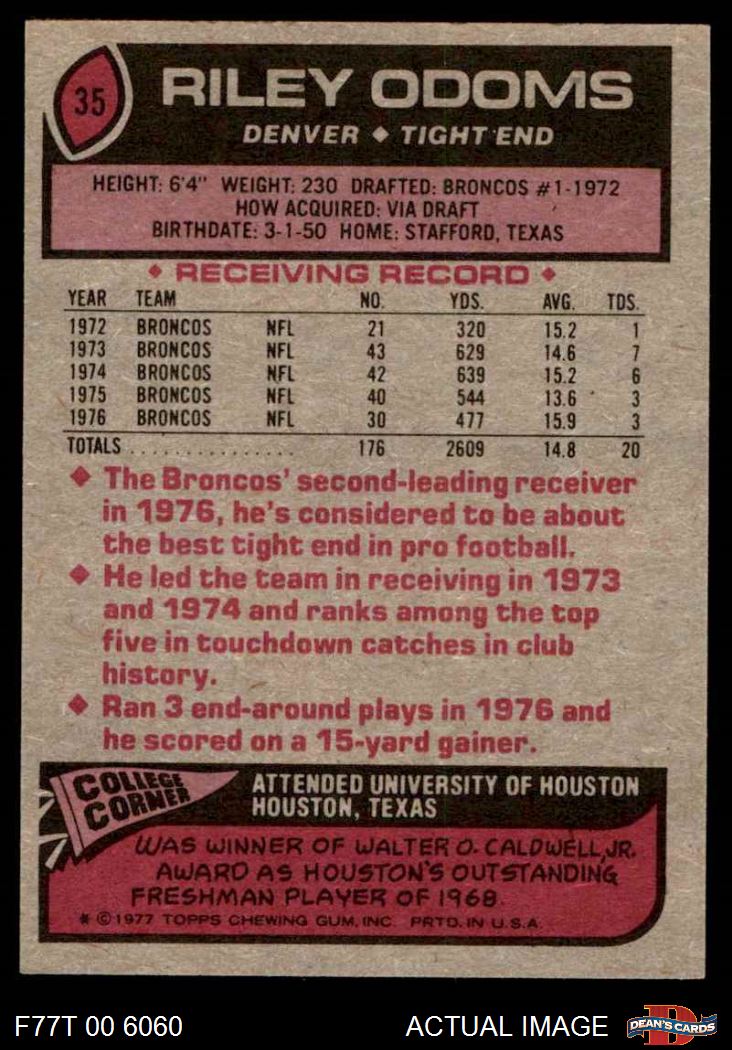 35
RILEY ODOMS
DENVER ♦ TIGHT END
HEIGHT: 6'4" WEIGHT: 230 DRAFTED: BRONCOS #1-1972
HOW ACQUIRED: VIA DRAFT
BIRTHDATE: 3-1-50 HOME: STAFFORD, TEXAS
♦ RECEIVING RECORD ♦
YEAR TEAM NO. YDS. AVG. TDS.
1972 BRONCOS NFL 21 320 15.2 1
1973 BRONCOS NFL 43 629 14.6 7
1974 BRONCOS NFL 42 639 15.2 6
1975 BRONCOS NFL 40 544 13.6 3
1976 BRONCOS NFL 30 477 15.9 3
TOTALS ................ 176 2609 14.8 20
♦ The Broncos' second-leading receiver
in 1976, he's considered to be about
the best tight end in pro football.
♦ He led the team in receiving in 1973
and 1974 and ranks among the top
five in touchdown catches in club
history.
♦ Ran 3 end-around plays in 1976 and
he scored on a 15-yard gainer.
COLLEGE
CORNER
ATTENDED UNIVERSITY OF HOUSTON
HOUSTON, TEXAS
WAS WINNER OF WALTER O. CALDWELL, JR.
AWARD AS HOUSTON'S OUTSTANDING
FRESHMAN PLAYER OF 1968.
* © 1977 TOPPS CHEWING GUM, INC. PRTD. IN U.S.A.
F77T 00 6060
ACTUAL IMAGE
D
DEAN'S CARDS